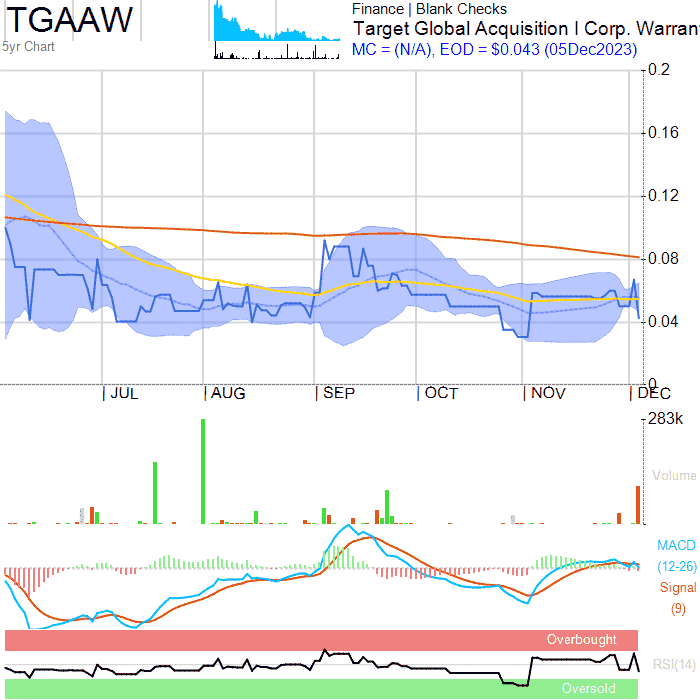 TGAAW
5yr Chart
Finance | Blank Checks
Target Global Acquisition I Corp. Warran
MC = (N/A), EOD = $0.043 (05Dec2023)
0.2
0.16
0.12
0.08
0.04
0
JUL AUG SEP OCT NOV DEC
283k
Volume
MACD
(12-26)
Signal
(9)
Overbought
RSI(14)
Oversold